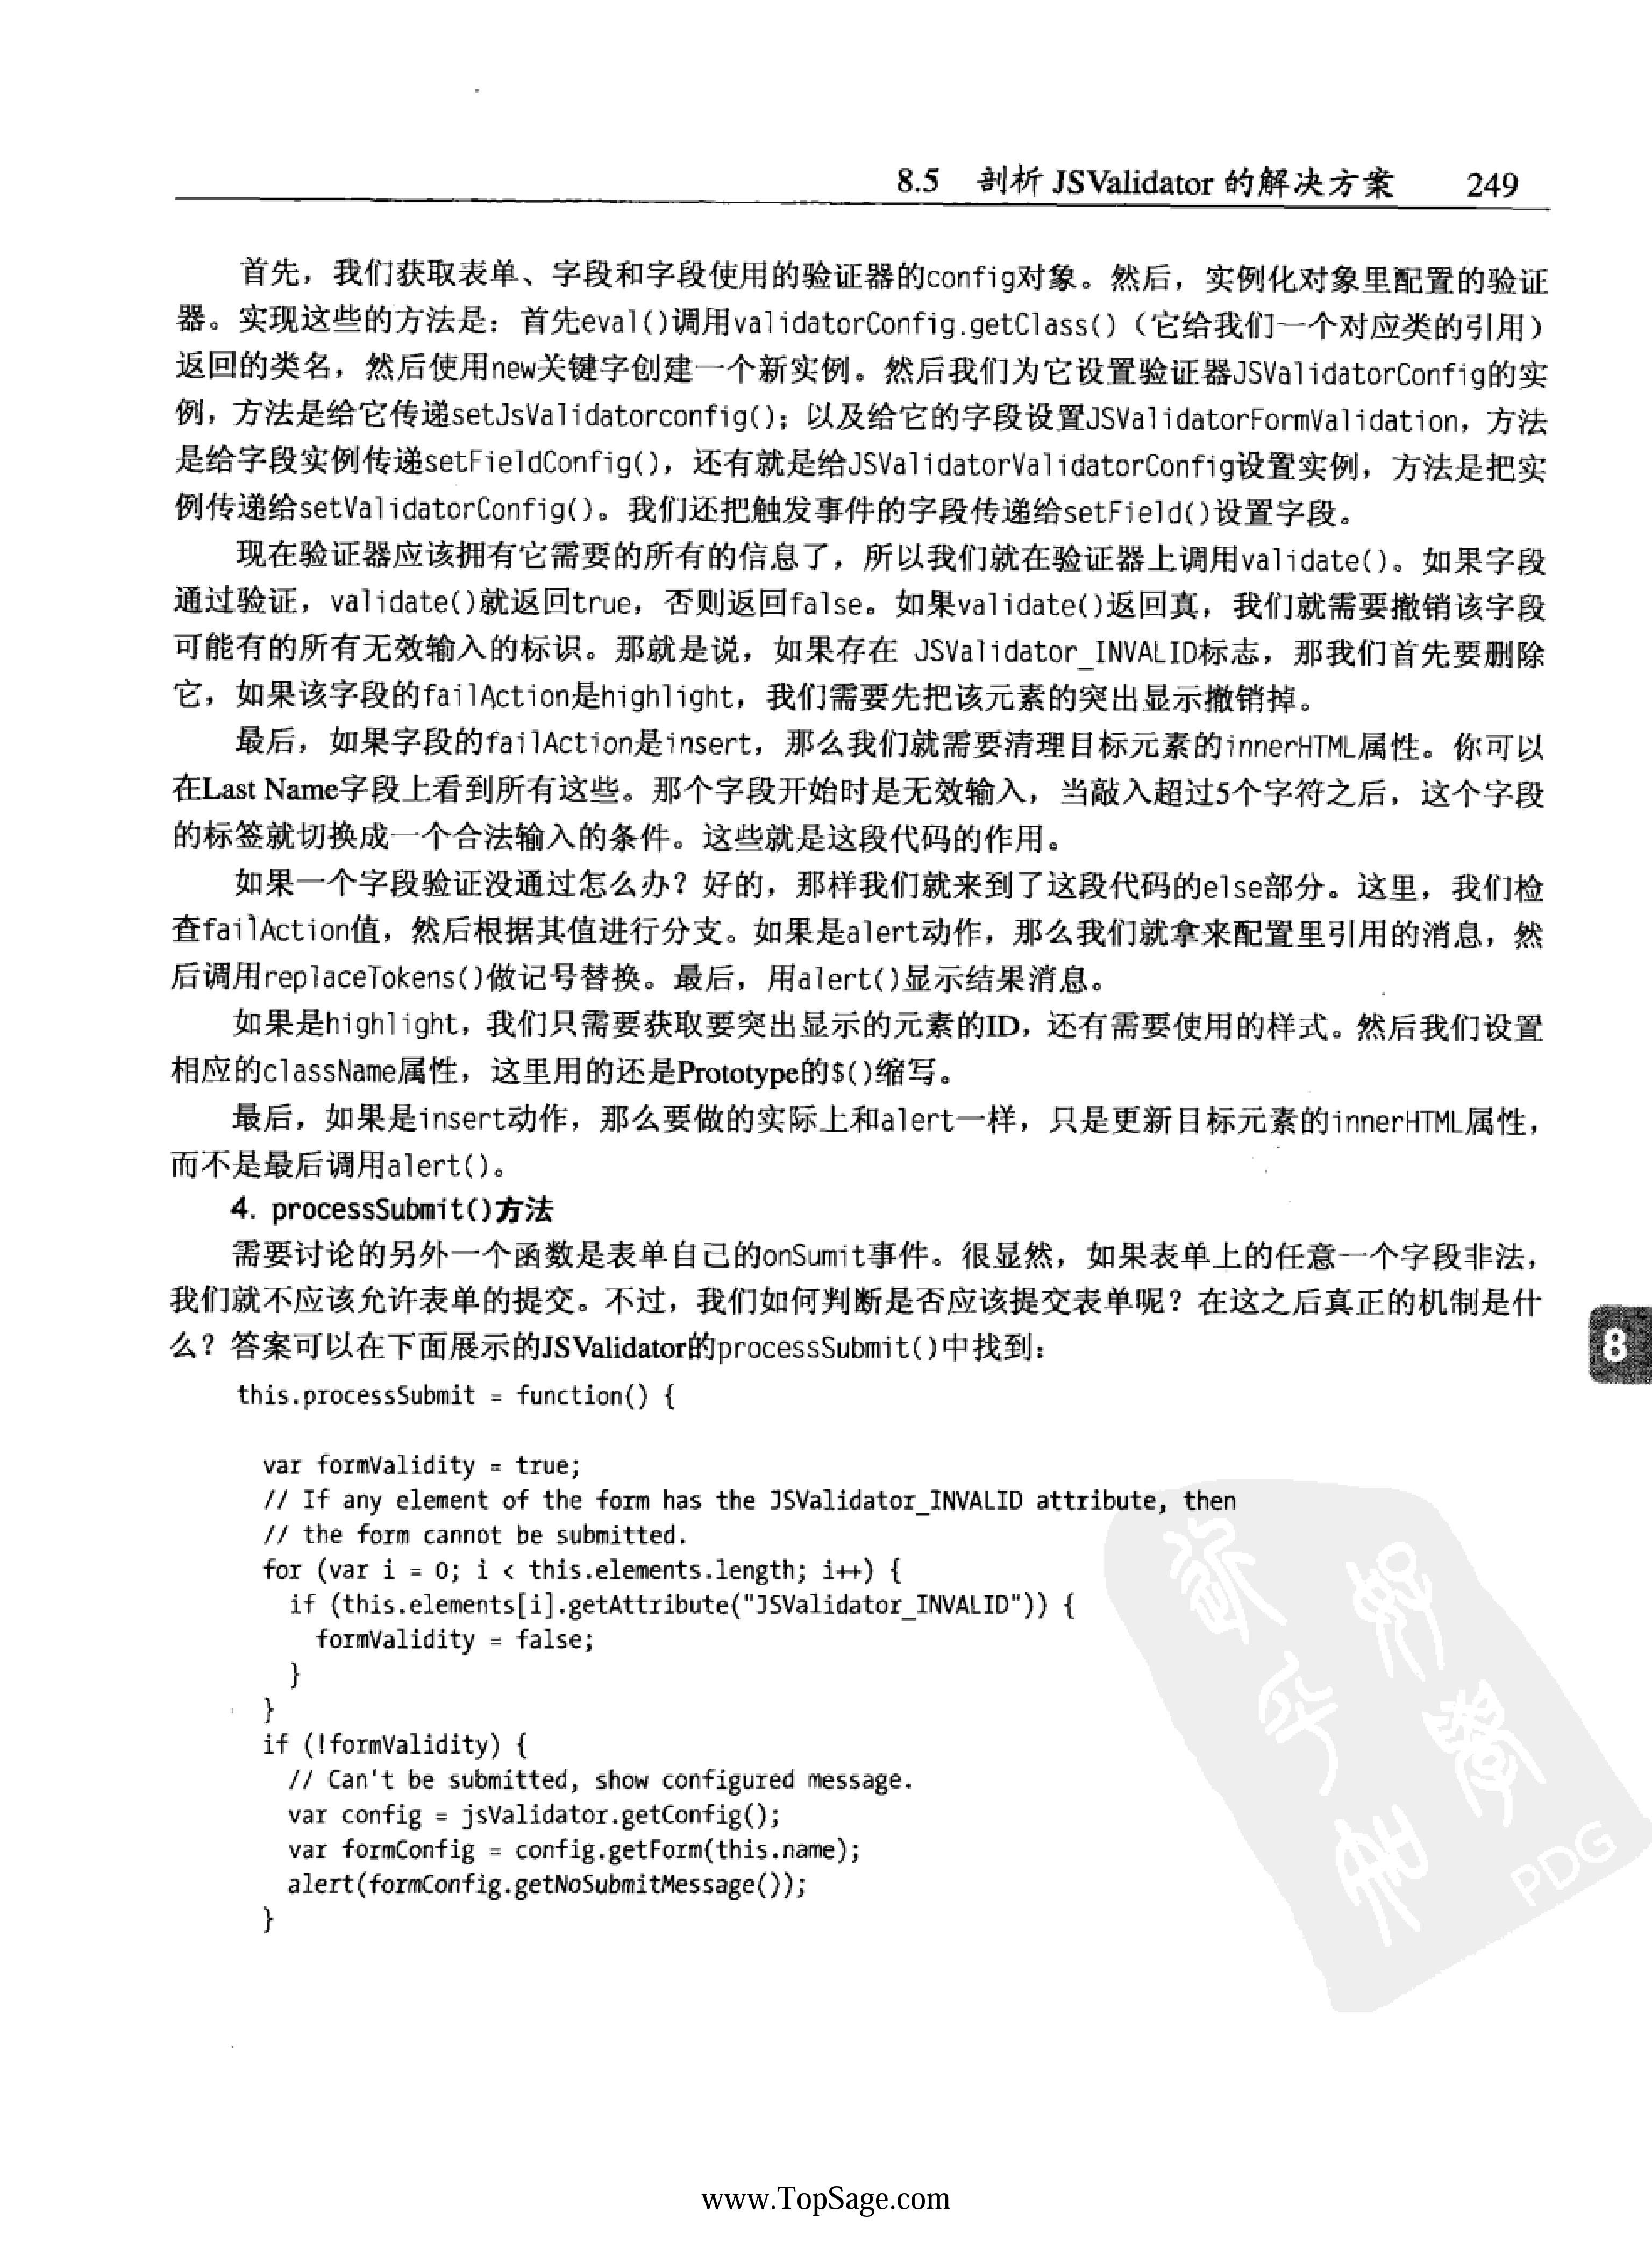 8.5 剖析 JSValidator 的解决方案 249
首先，我们获取表单、字段和字段使用的验证器的config对象。然后，实例化对象里配置的验证
器。实现这些的方法是：首先eval()调用validatorConfig.getClass()（它给我们一个对应类的引用）
返回的类名，然后使用new关键字创建一个新实例。然后我们为它设置验证器JSValidatorConfig的实
例，方法是给它传递setJsValidatorconfig()；以及给它的字段设置JSValidatorFormValidation，方法
是给字段实例传递setFieldConfig()，还有就是给JSValidatorValidatorConfig设置实例，方法是把实
例传递给setValidatorConfig()。我们还把触发事件的字段传递给setField()设置字段。
现在验证器应该拥有它需要的所有的信息了，所以我们就在验证器上调用validate()。如果字段
通过验证，validate()就返回true，否则返回false。如果validate()返回真，我们就需要撤销该字段
可能有的所有无效输入的标识。那就是说，如果存在 JSValidator_INVALID标志，那我们首先要删除
它，如果该字段的failAction是highlight，我们需要先把该元素的突出显示撤销掉。
最后，如果字段的failAction是insert，那么我们就需要清理目标元素的innerHTML属性。你可以
在Last Name字段上看到所有这些。那个字段开始时是无效输入，当敲入超过5个字符之后，这个字段
的标签就切换成一个合法输入的条件。这些就是这段代码的作用。
如果一个字段验证没通过怎么办？好的，那样我们就来到了这段代码的else部分。这里，我们检
查failAction值，然后根据其值进行分支。如果是alert动作，那么我们就拿来配置里引用的消息，然
后调用replaceTokens()做记号替换。最后，用alert()显示结果消息。
如果是highlight，我们只需要获取要突出显示的元素的ID，还有需要使用的样式。然后我们设置
相应的className属性，这里用的还是Prototype的$()缩写。
最后，如果是insert动作，那么要做的实际上和alert一样，只是更新目标元素的innerHTML属性，
而不是最后调用alert()。
4. processSubmit()方法
需要讨论的另外一个函数是表单自己的onSumit事件。很显然，如果表单上的任意一个字段非法，
我们就不应该允许表单的提交。不过，我们如何判断是否应该提交表单呢？在这之后真正的机制是什
么？答案可以在下面展示的JSValidator的processSubmit()中找到：
8
this.processSubmit = function() {
var formValidity = true;
// If any element of the form has the JSValidator_INVALID attribute, then
// the form cannot be submitted.
for (var i = 0; i < this.elements.length; i++) {
if (this.elements[i].getAttribute("JSValidator_INVALID")) {
formValidity = false;
}
}
if (!formValidity) {
// Can't be submitted, show configured message.
var config = jsValidator.getConfig();
var formConfig = config.getForm(this.name);
alert(formConfig.getNoSubmitMessage());
}
PDG
www.TopSage.com